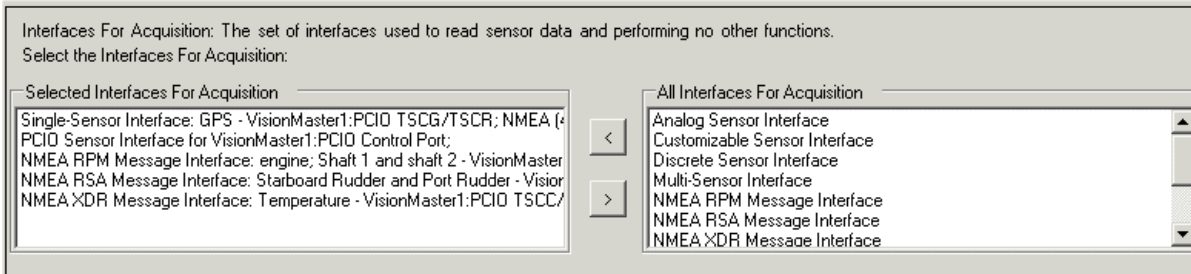 Interfaces For Acquisition: The set of interfaces used to read sensor data and performing no other functions.
Select the Interfaces For Acquisition:
Selected Interfaces For Acquisition
Single-Sensor Interface: GPS - VisionMaster1:PCIO TSCG/TSCR; NMEA (
PCIO Sensor Interface for VisionMaster1:PCIO Control Port;
NMEA RPM Message Interface: engine; Shaft 1 and shaft 2 - VisionMaster
NMEA RSA Message Interface: Starboard Rudder and Port Rudder - Vision
NMEA XDR Message Interface: Temperature - VisionMaster1:PCIO TSCC/
<
>
All Interfaces For Acquisition
Analog Sensor Interface
Customizable Sensor Interface
Discrete Sensor Interface
Multi-Sensor Interface
NMEA RPM Message Interface
NMEA RSA Message Interface
NMEA XDR Message Interface